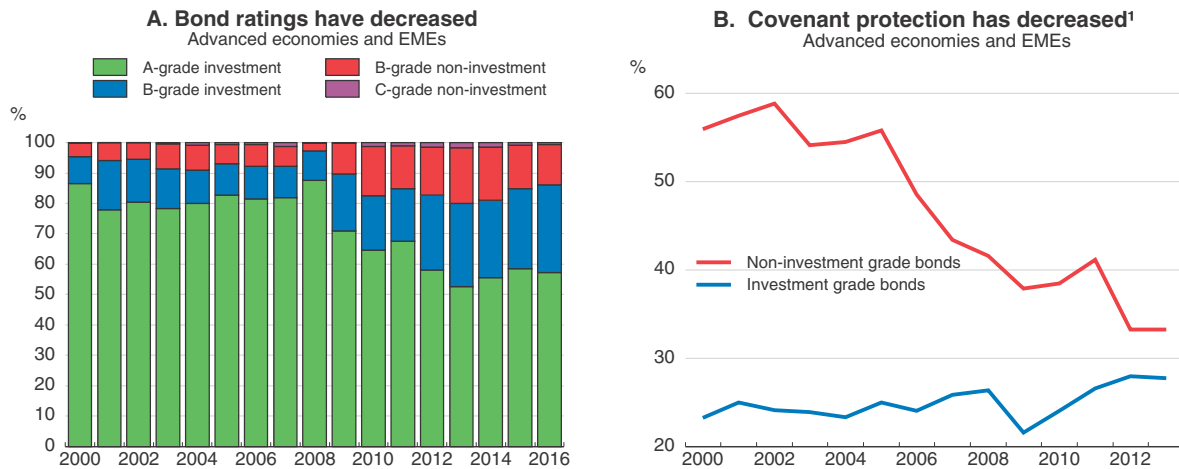 A. Bond ratings have decreased
Advanced economies and EMEs
A-grade investment
B-grade non-investment
B-grade investment
C-grade non-investment
%
100
90
80
70
60
50
40
30
20
10
0
2000 2002 2004 2006 2008 2010 2012 2014 2016
B. Covenant protection has decreased¹
Advanced economies and EMEs
%
60
50
40
30
20
Non-investment grade bonds
Investment grade bonds
2000 2002 2004 2006 2008 2010 2012